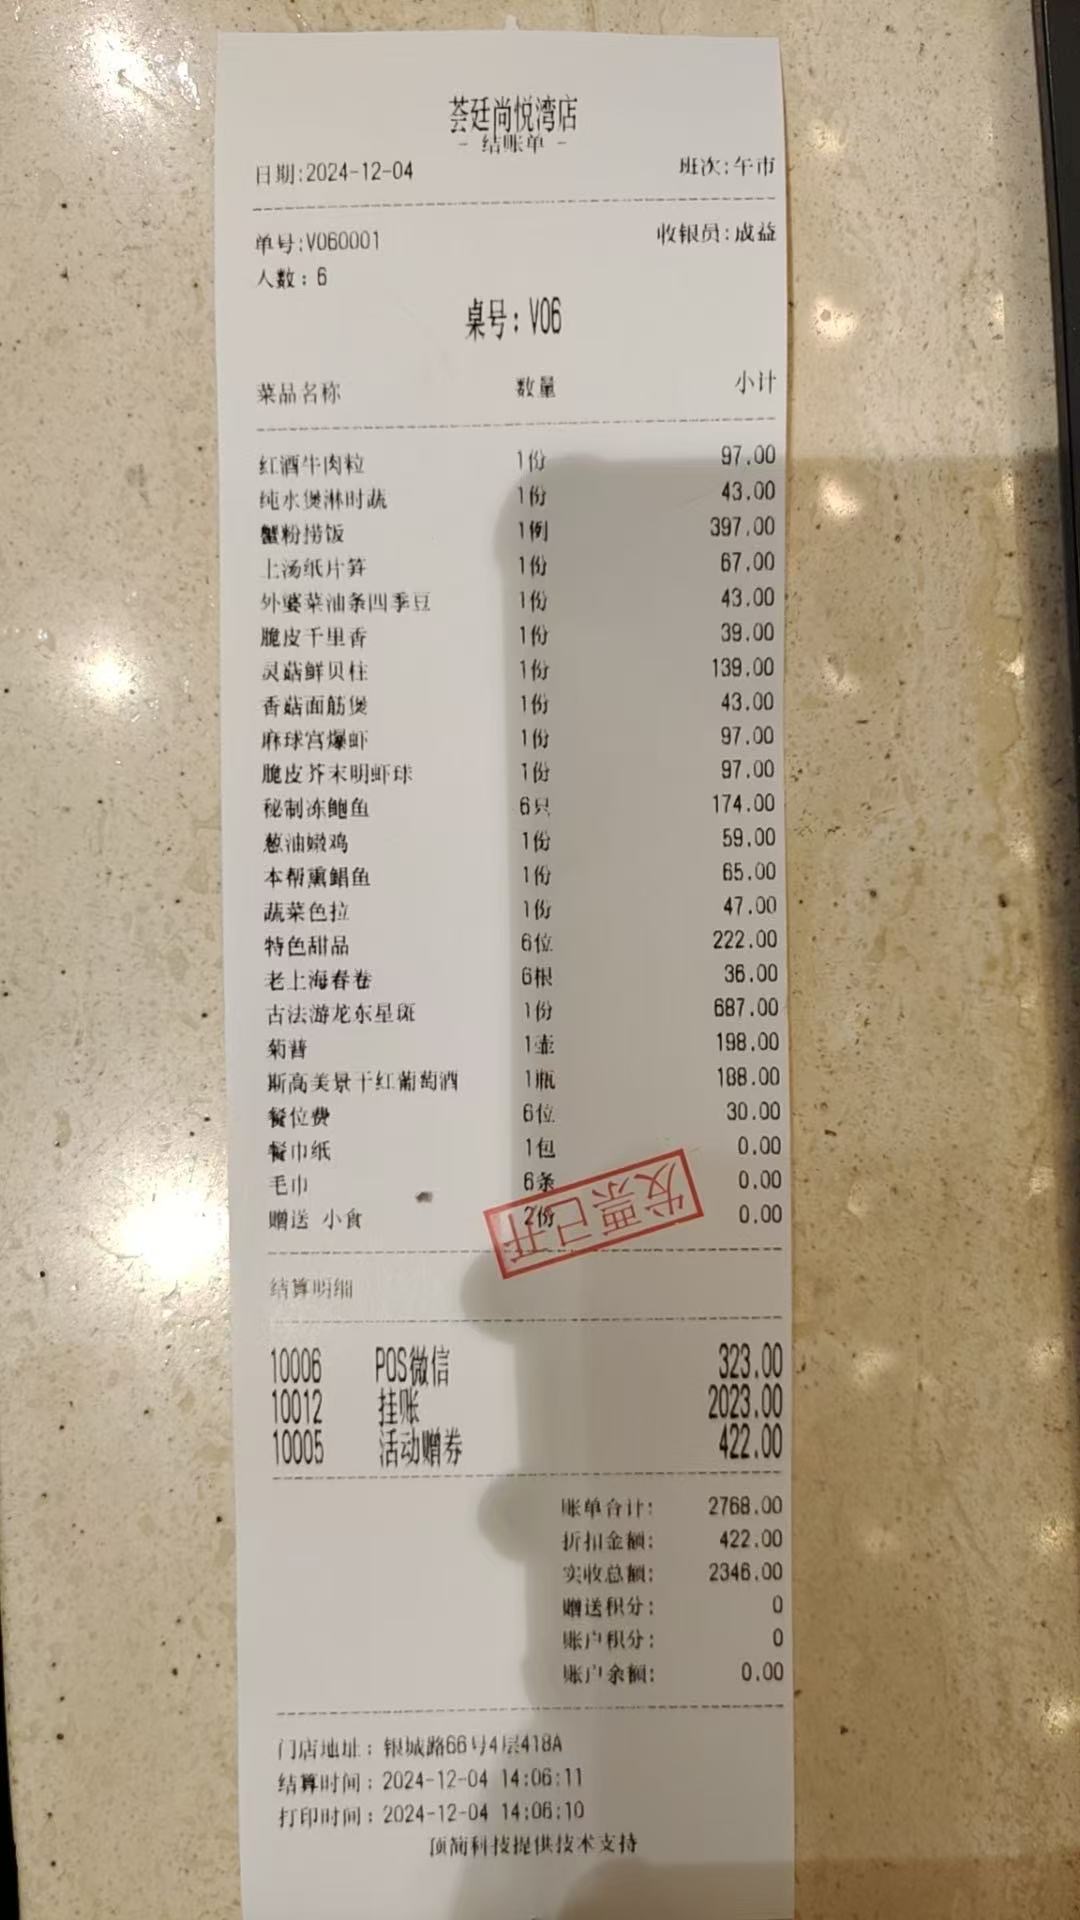 荟廷尚悦湾店
- 结账单 -
日期:2024-12-04 班次:午市
单号:V060001 收银员:成益
人数：6
桌号：V06
菜品名称 数量 小计
红酒牛肉粒 1份 97.00
纯水煲淋时蔬 1份 43.00
蟹粉捞饭 1例 397.00
上汤纸片笋 1份 67.00
外婆菜油条四季豆 1份 43.00
脆皮千里香 1份 39.00
灵菇鲜贝柱 1份 139.00
香菇面筋煲 1份 43.00
麻球宫爆虾 1份 97.00
脆皮芥末明虾球 1份 97.00
秘制冻鲍鱼 6只 174.00
葱油嫩鸡 1份 59.00
本帮熏鲳鱼 1份 65.00
蔬菜色拉 1份 47.00
特色甜品 6位 222.00
老上海春卷 6根 36.00
古法游龙东星斑 1份 687.00
菊普 1壶 198.00
斯高美景干红葡萄酒 1瓶 188.00
餐位费 6位 30.00
餐巾纸 1包 0.00
毛巾 6条 0.00
赠送 小食 2份 0.00
发票已开
结算明细
10006 POS微信 323.00
10012 挂账 2023.00
10005 活动赠券 422.00
账单合计: 2768.00
折扣金额: 422.00
实收总额: 2346.00
赠送积分: 0
账户积分: 0
账户余额: 0.00
门店地址：银城路66号4层418A
结算时间：2024-12-04 14:06:11
打印时间：2024-12-04 14:06:10
顶简科技提供技术支持